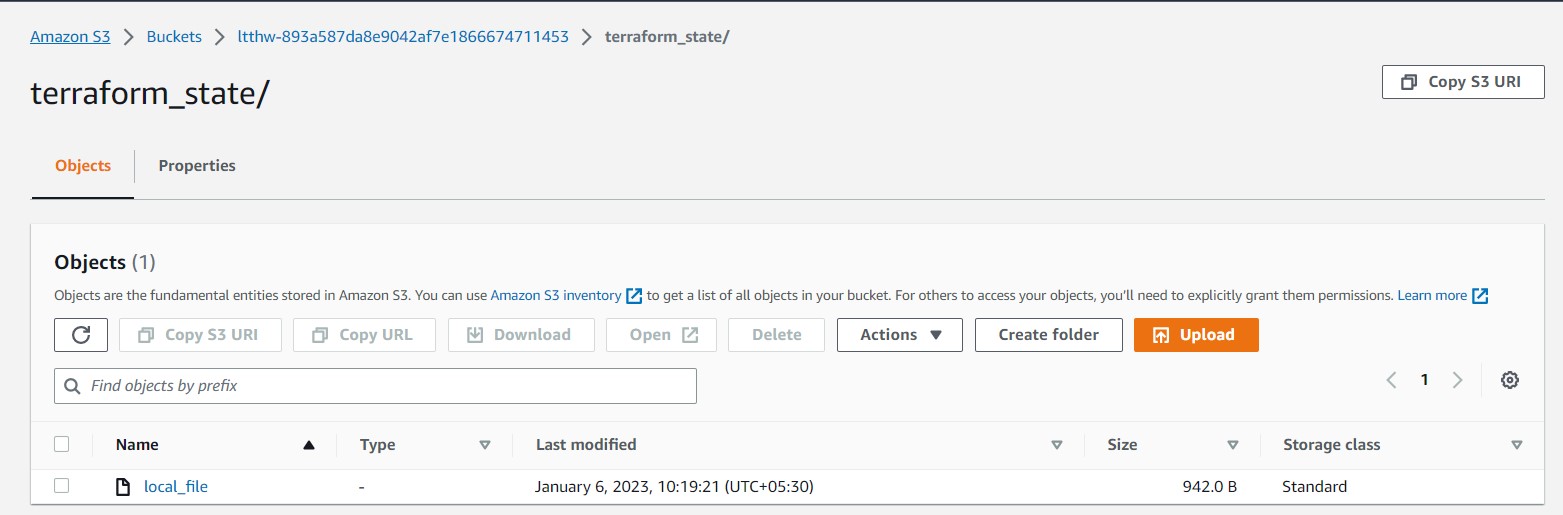 Amazon S3 > Buckets > ltthw-893a587da8e9042af7e1866674711453 > terraform_state/
terraform_state/
Copy S3 URI
Objects Properties
Objects (1)
Objects are the fundamental entities stored in Amazon S3. You can use Amazon S3 inventory to get a list of all objects in your bucket. For others to access your objects, you'll need to explicitly grant them permissions. Learn more
Copy S3 URI Copy URL Download Open Delete Actions Create folder Upload
Find objects by prefix
1
Name Type Last modified Size Storage class
local_file - January 6, 2023, 10:19:21 (UTC+05:30) 942.0 B Standard